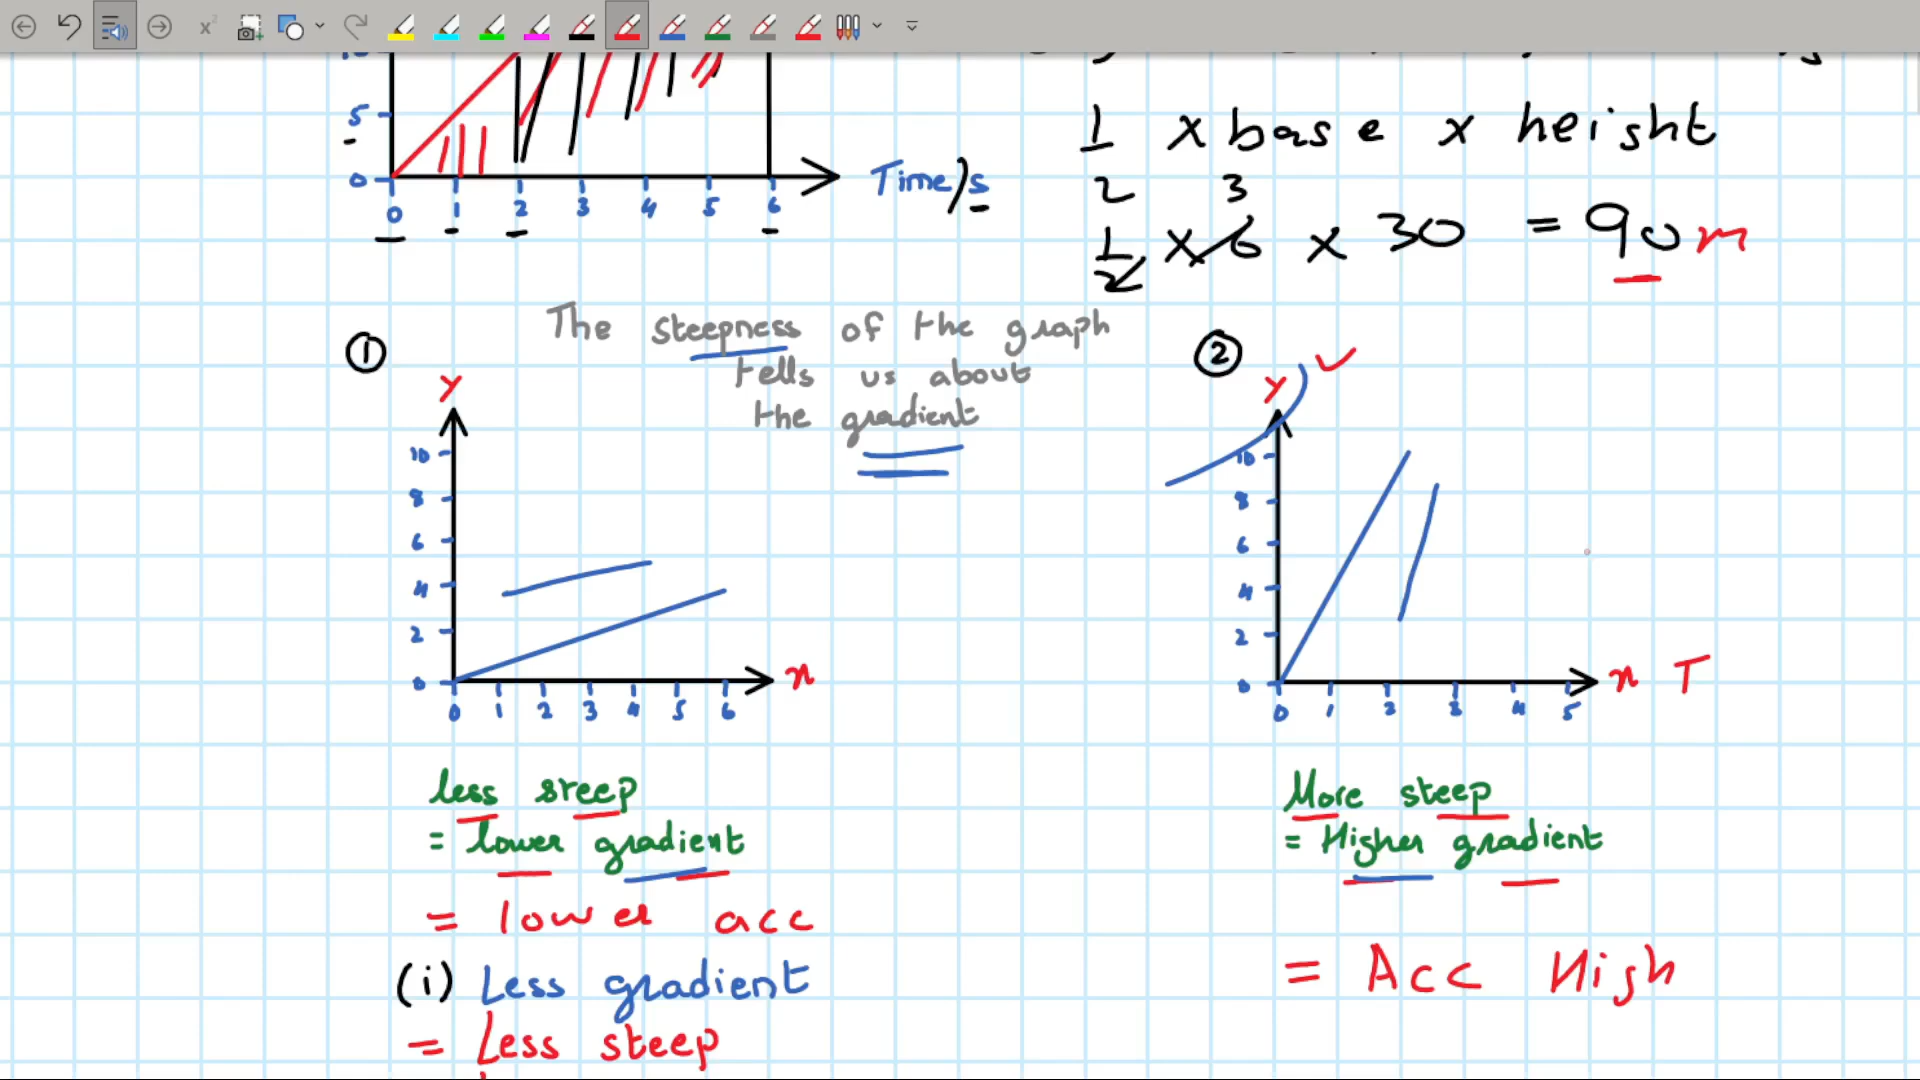 5
0
0 1 2 3 4 5 6
Time/s
1/2 x base x height
3
1/2 x 6 x 30 = 90m
The steepness of the graph
tells us about
the gradient
①
y
10
8
6
4
2
0
0 1 2 3 4 5 6
x
less steep
= lower gradient
= lower acc
(i) Less gradient
= Less steep
②
y V
10
8
6
4
2
0
0 1 2 3 4 5
x T
More steep
= Higher gradient
= Acc High